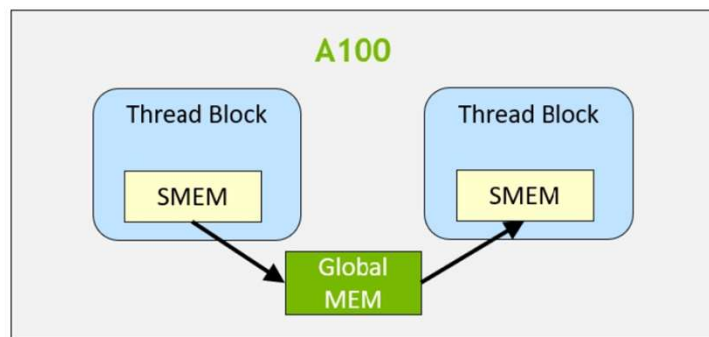 A100
Thread Block
Thread Block
SMEM
SMEM
Global
MEM